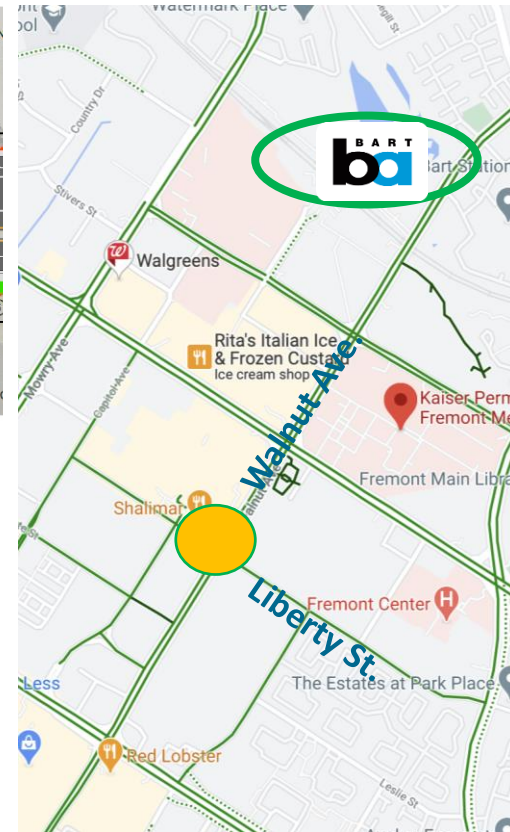 Watermark Place
Country Dr
BART
ba
Bart Station
Stivers St
Walgreens
Mowry Ave
Rita's Italian Ice
& Frozen Custard
Ice cream shop
Capitol Ave
Walnut Ave.
Kaiser Perm
Fremont Me
Fremont Main Libra
Shalimar
Liberty St.
Fremont Center
H
The Estates at Park Place
Less
Red Lobster
Leslie St